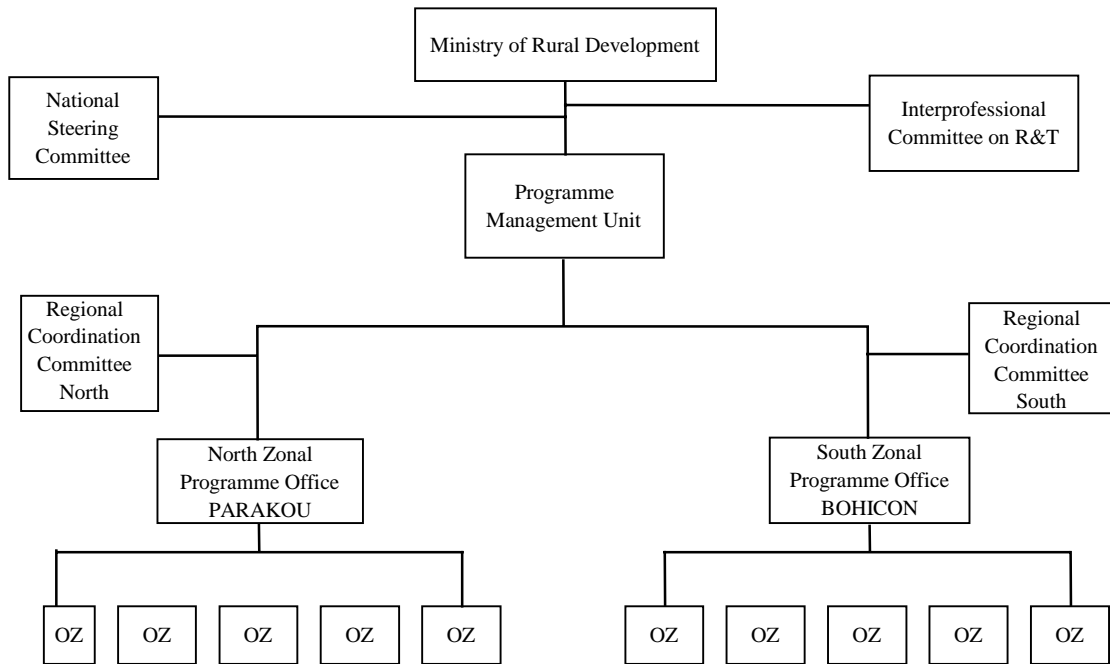 Ministry of Rural Development
National
Steering
Committee
Interprofessional
Committee on R&T
Programme
Management Unit
Regional
Coordination
Committee
North
Regional
Coordination
Committee
South
North Zonal
Programme Office
PARAKOU
South Zonal
Programme Office
BOHICON
OZ
OZ
OZ
OZ
OZ
OZ
OZ
OZ
OZ
OZ